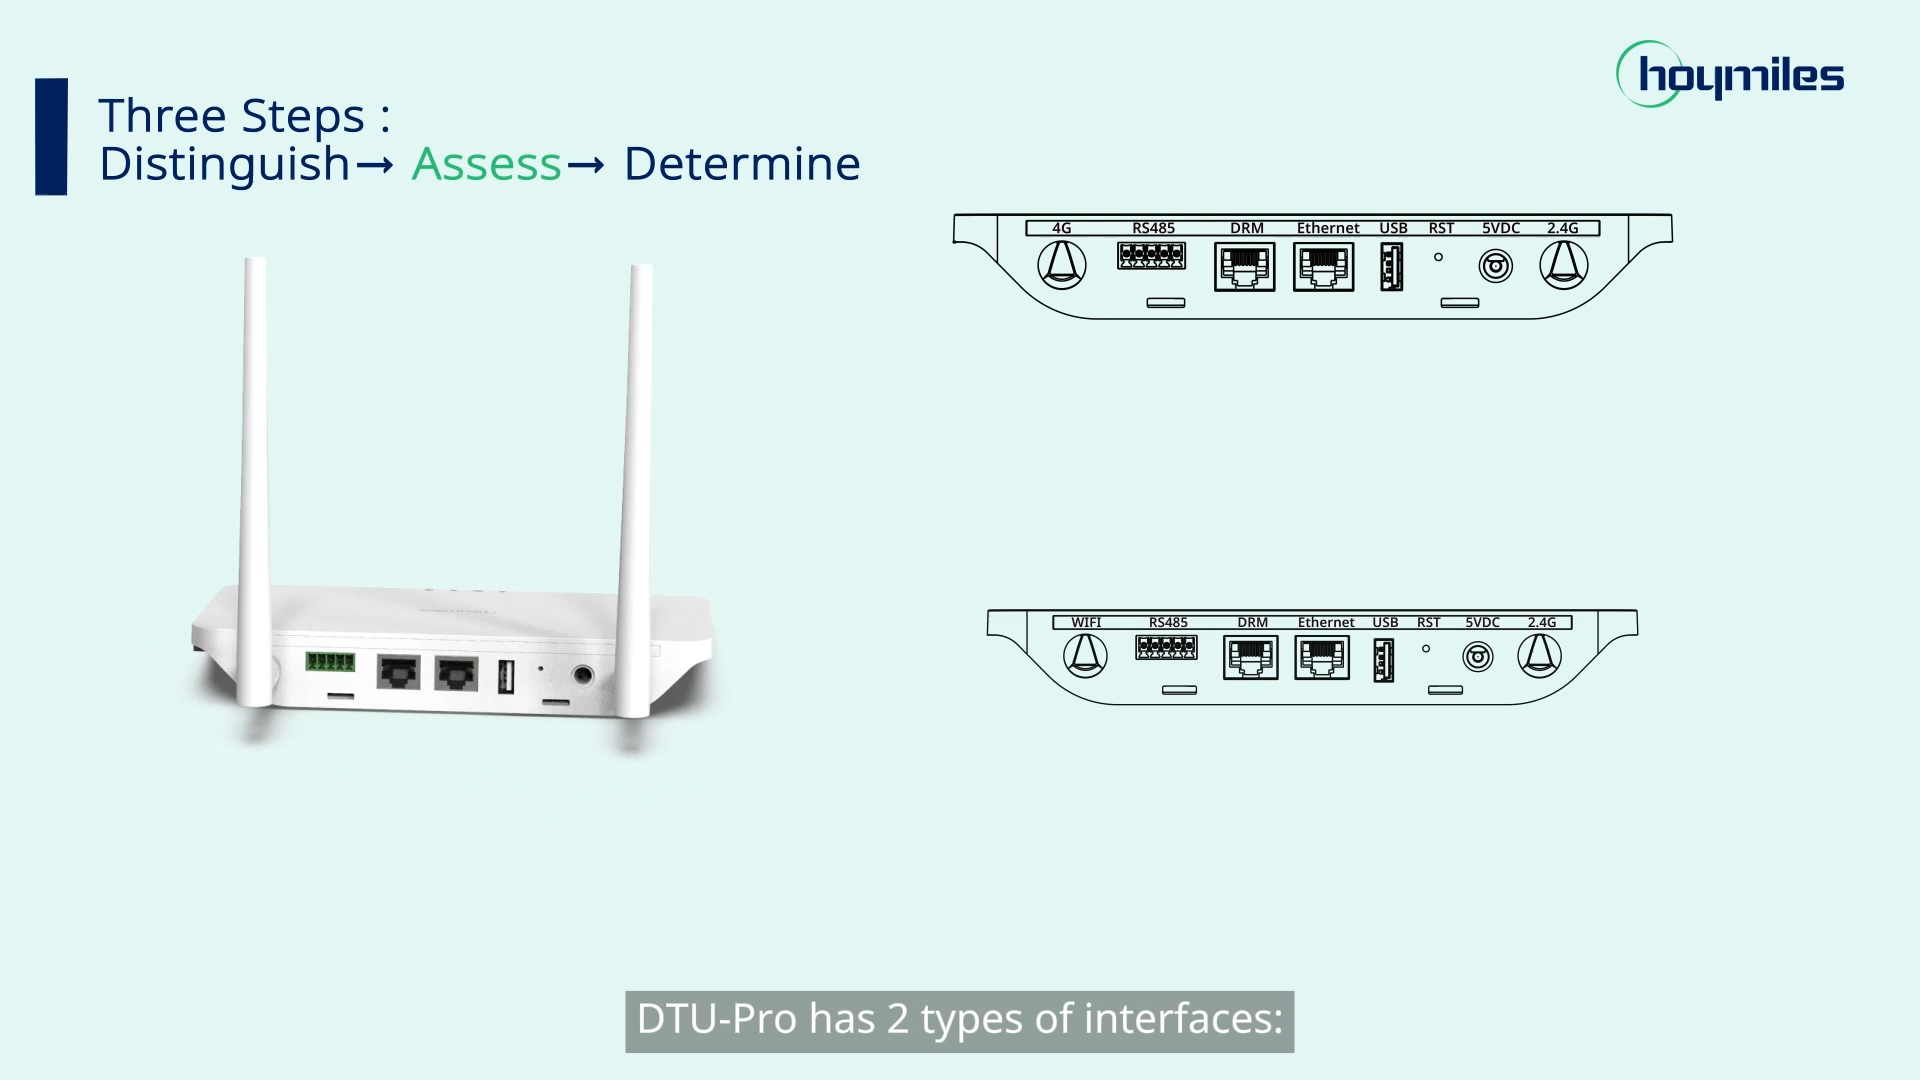 hoymiles
Three Steps :
Distinguish→ Assess→ Determine
4G RS485 DRM Ethernet USB RST 5VDC 2.4G
WIFI RS485 DRM Ethernet USB RST 5VDC 2.4G
DTU-Pro has 2 types of interfaces: